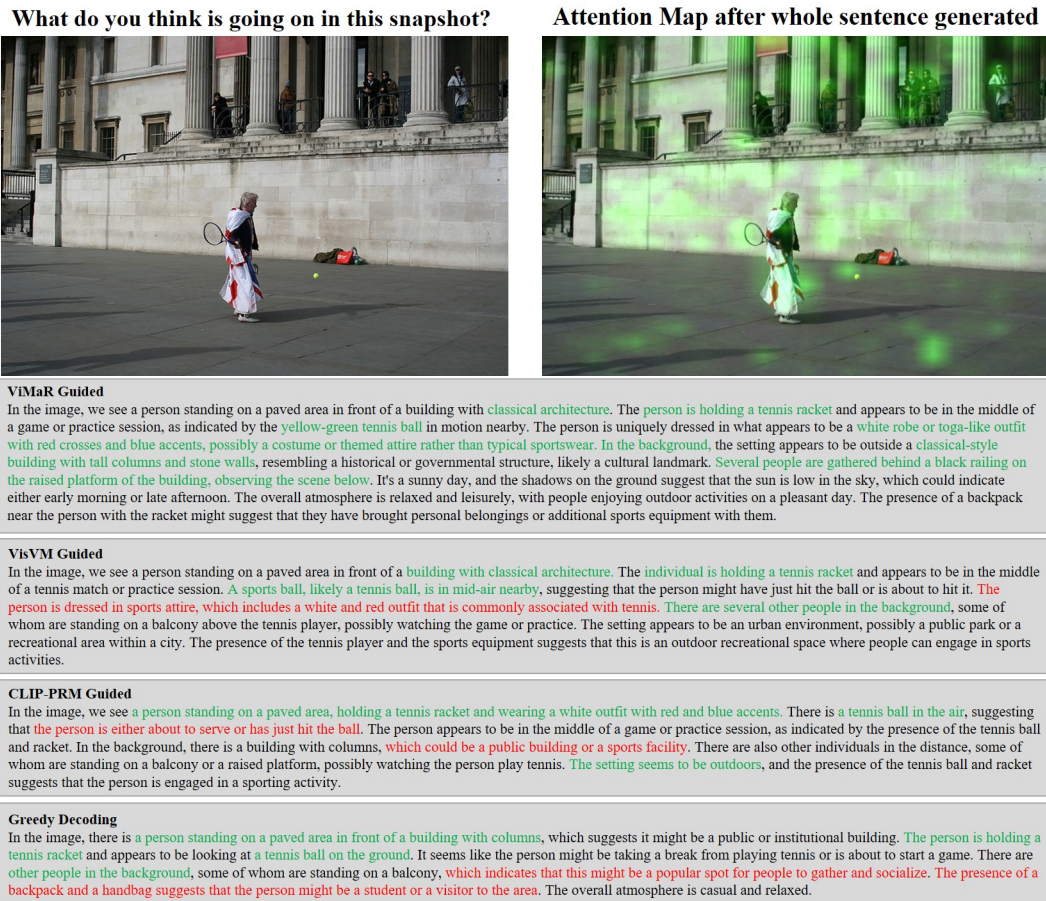 What do you think is going on in this snapshot?
Attention Map after whole sentence generated
ViMaR Guided
In the image, we see a person standing on a paved area in front of a building with classical architecture. The person is holding a tennis racket and appears to be in the middle of
a game or practice session, as indicated by the yellow-green tennis ball in motion nearby. The person is uniquely dressed in what appears to be a white robe or toga-like outfit
with red crosses and blue accents, possibly a costume or themed attire rather than typical sportswear. In the background, the setting appears to be outside a classical-style
building with tall columns and stone walls, resembling a historical or governmental structure, likely a cultural landmark. Several people are gathered behind a black railing on
the raised platform of the building, observing the scene below. It's a sunny day, and the shadows on the ground suggest that the sun is low in the sky, which could indicate
either early morning or late afternoon. The overall atmosphere is relaxed and leisurely, with people enjoying outdoor activities on a pleasant day. The presence of a backpack
near the person with the racket might suggest that they have brought personal belongings or additional sports equipment with them.
VisVM Guided
In the image, we see a person standing on a paved area in front of a building with classical architecture. The individual is holding a tennis racket and appears to be in the middle
of a tennis match or practice session. A sports ball, likely a tennis ball, is in mid-air nearby, suggesting that the person might have just hit the ball or is about to hit it. The
person is dressed in sports attire, which includes a white and red outfit that is commonly associated with tennis. There are several other people in the background, some of
whom are standing on a balcony above the tennis player, possibly watching the game or practice. The setting appears to be an urban environment, possibly a public park or a
recreational area within a city. The presence of the tennis player and the sports equipment suggests that this is an outdoor recreational space where people can engage in sports
activities.
CLIP-PRM Guided
In the image, we see a person standing on a paved area, holding a tennis racket and wearing a white outfit with red and blue accents. There is a tennis ball in the air, suggesting
that the person is either about to serve or has just hit the ball. The person appears to be in the middle of a game or practice session, as indicated by the presence of the tennis ball
and racket. In the background, there is a building with columns, which could be a public building or a sports facility. There are also other individuals in the distance, some of
whom are standing on a balcony or a raised platform, possibly watching the person play tennis. The setting seems to be outdoors, and the presence of the tennis ball and racket
suggests that the person is engaged in a sporting activity.
Greedy Decoding
In the image, there is a person standing on a paved area in front of a building with columns, which suggests it might be a public or institutional building. The person is holding a
tennis racket and appears to be looking at a tennis ball on the ground. It seems like the person might be taking a break from playing tennis or is about to start a game. There are
other people in the background, some of whom are standing on a balcony, which indicates that this might be a popular spot for people to gather and socialize. The presence of a
backpack and a handbag suggests that the person might be a student or a visitor to the area. The overall atmosphere is casual and relaxed.